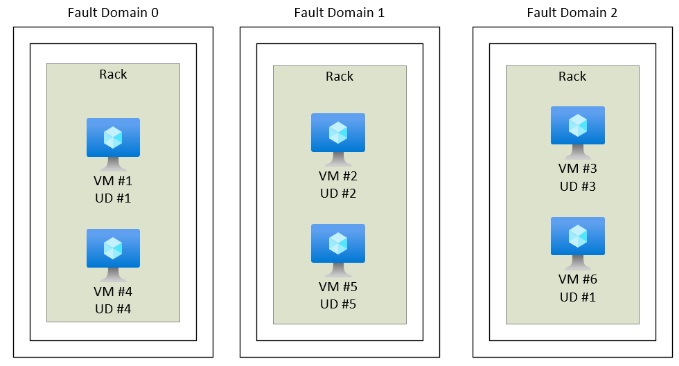 Fault Domain 0
Rack
VM #1
UD #1
VM #4
UD #4
Fault Domain 1
Rack
VM #2
UD #2
VM #5
UD #5
Fault Domain 2
Rack
VM #3
UD #3
VM #6
UD #1